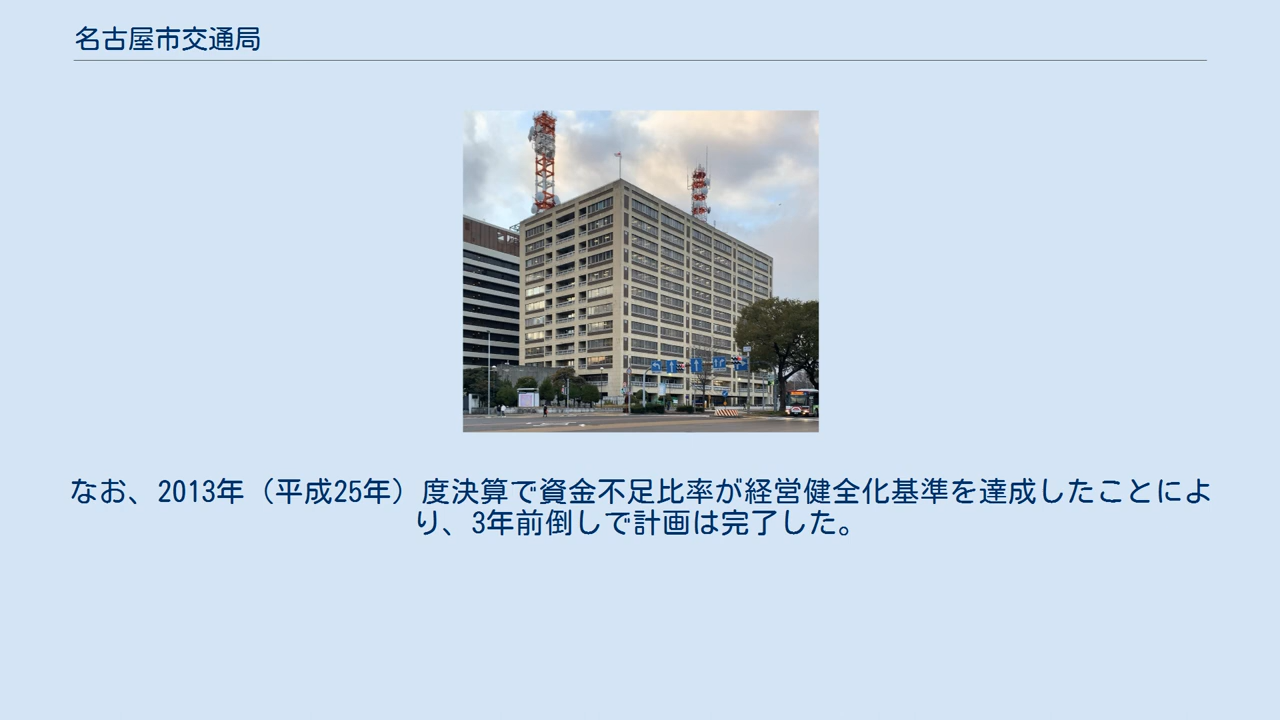 名古屋市交通局
なお、2013年（平成25年）度決算で資金不足比率が経営健全化基準を達成したことによ
り、3年前倒しで計画は完了した。